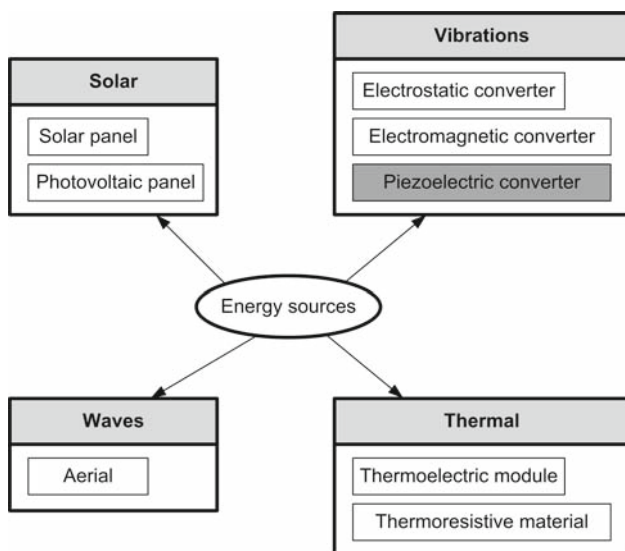 Solar
Solar panel
Photovoltaic panel
Vibrations
Electrostatic converter
Electromagnetic converter
Piezoelectric converter
Energy sources
Waves
Aerial
Thermal
Thermoelectric module
Thermoresistive material